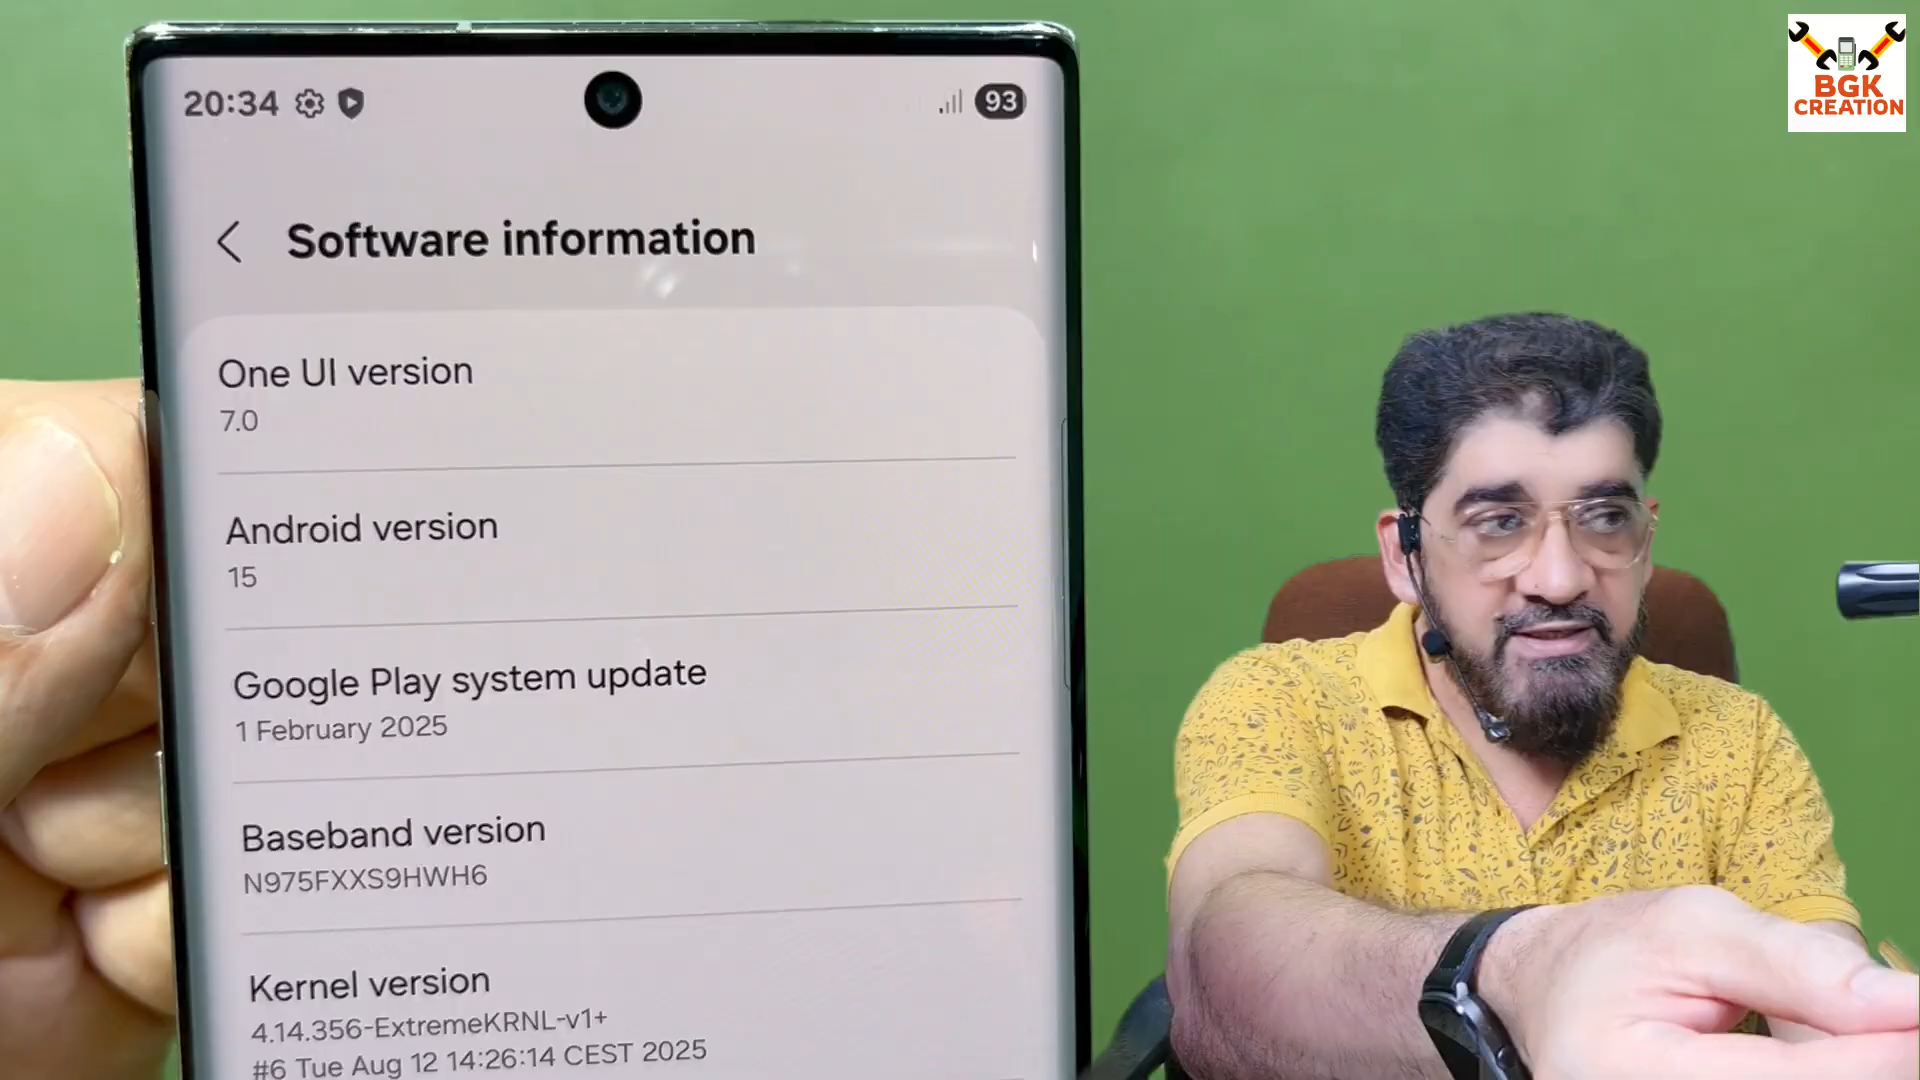 20:34
93
Software information
One UI version
7.0
Android version
15
Google Play system update
1 February 2025
Baseband version
N975FXXS9HWH6
Kernel version
4.14.356-ExtremeKRNL-v1+
#6 Tue Aug 12 14:26:14 CEST 2025
BGK
CREATION